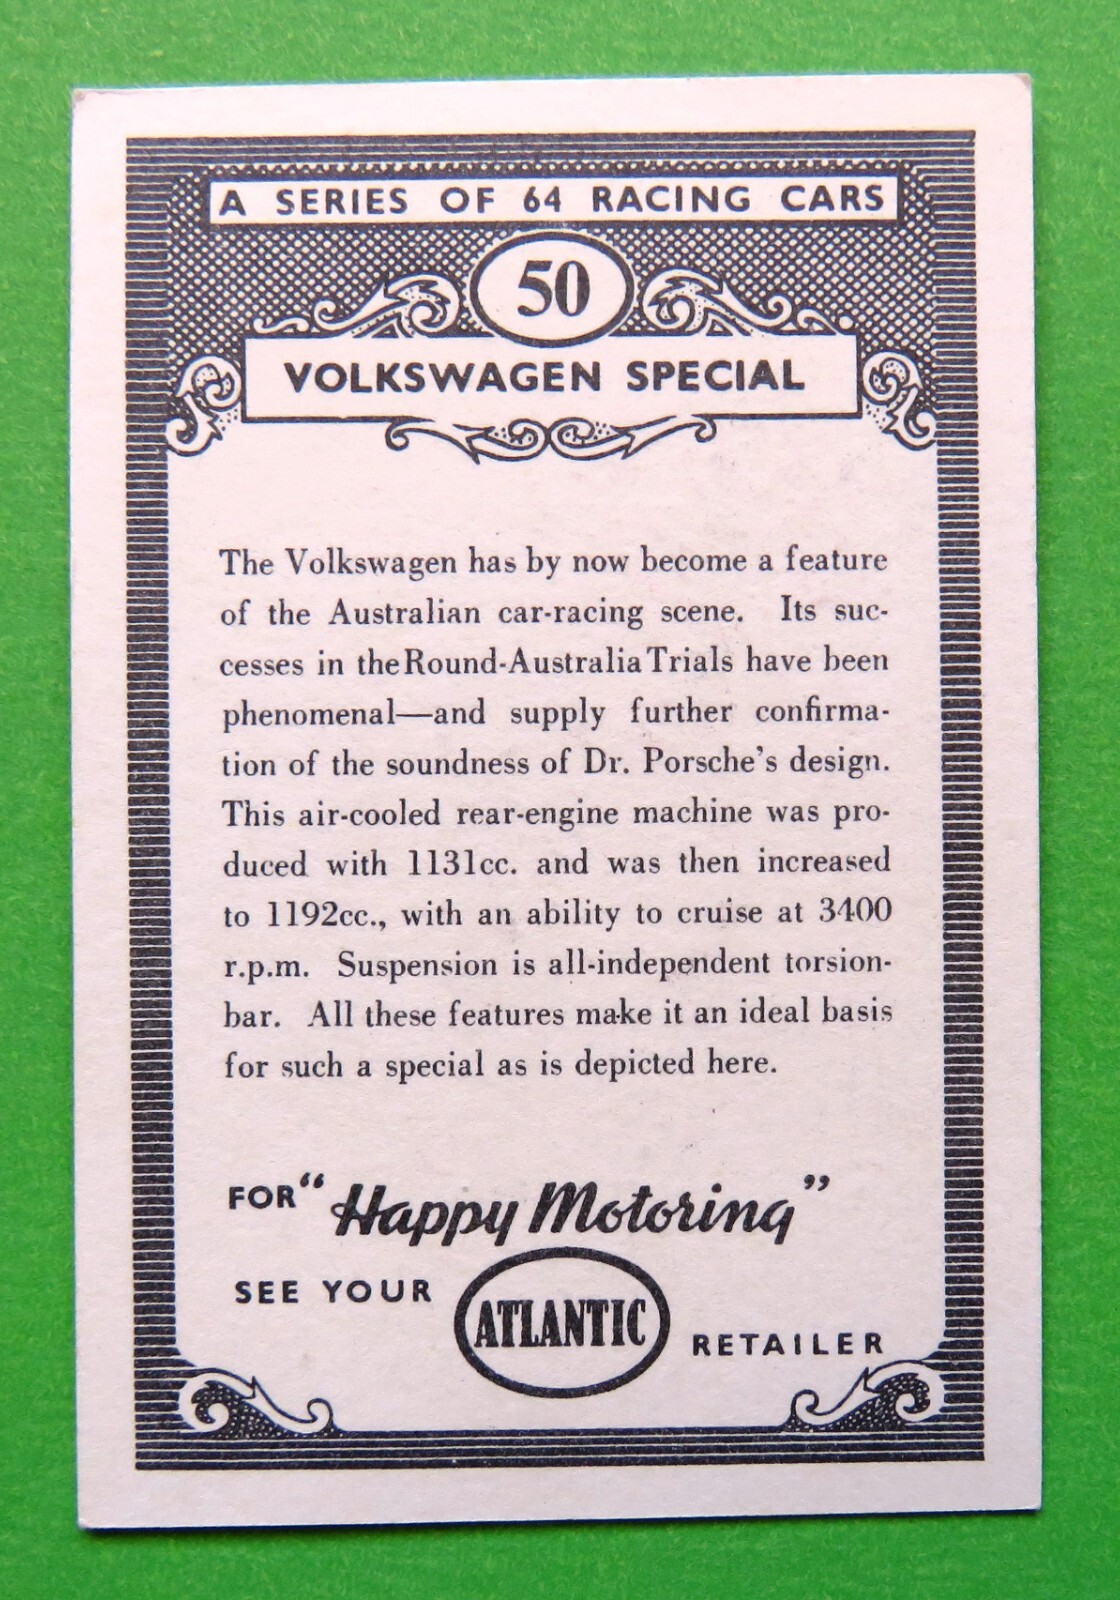 A SERIES OF 64 RACING CARS
50
VOLKSWAGEN SPECIAL
The Volkswagen has by now become a feature
of the Australian car-racing scene. Its suc-
cesses in the Round-Australia Trials have been
phenomenal—and supply further confirma-
tion of the soundness of Dr. Porsche's design.
This air-cooled rear-engine machine was pro-
duced with 1131cc. and was then increased
to 1192cc., with an ability to cruise at 3400
r.p.m. Suspension is all-independent torsion-
bar. All these features make it an ideal basis
for such a special as is depicted here.
FOR "Happy Motoring"
SEE YOUR ATLANTIC RETAILER